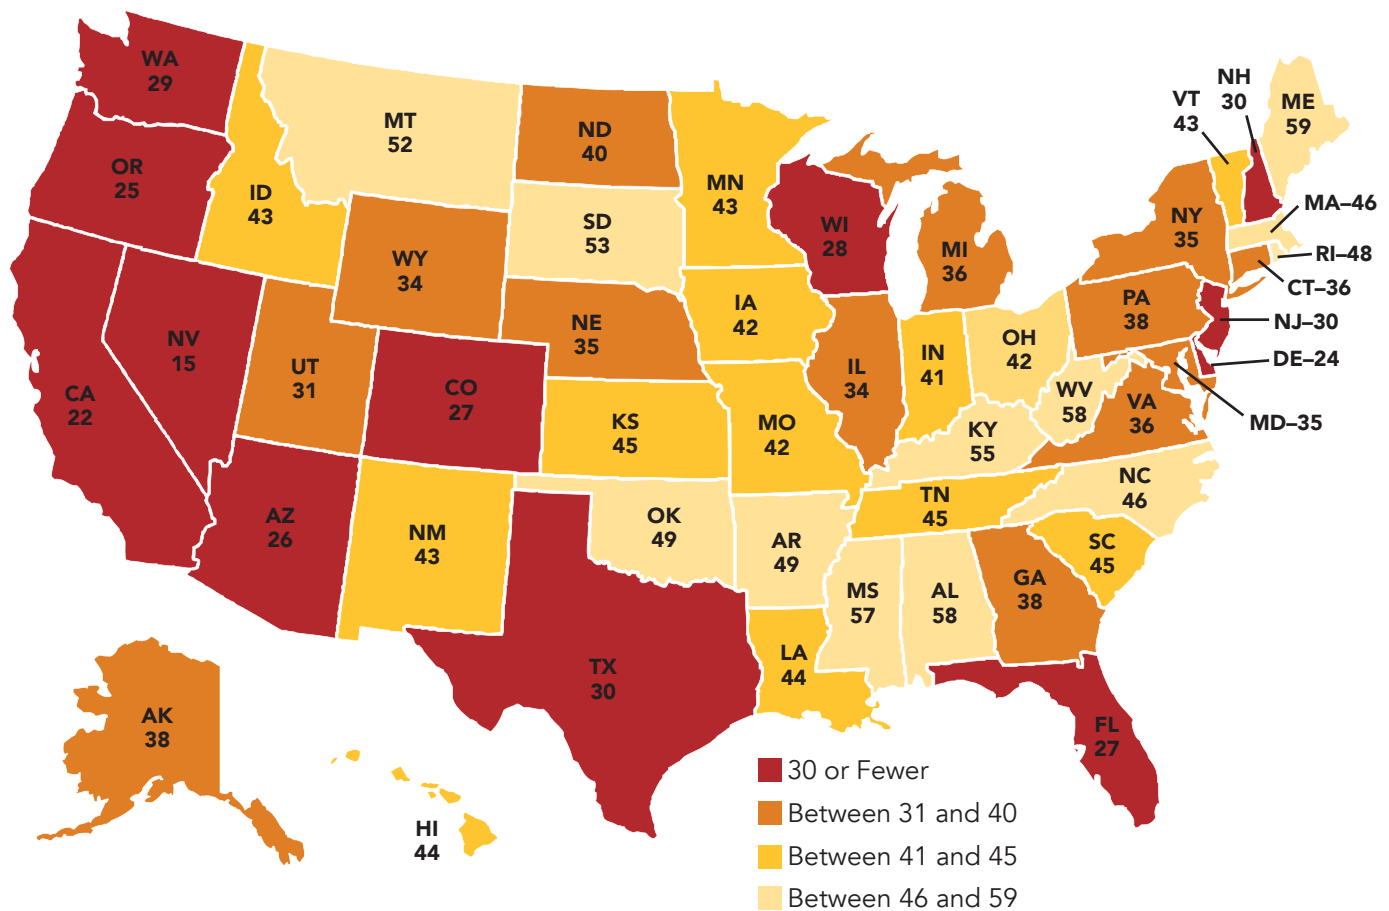 WA
29
OR
25
CA
22
NV
15
ID
43
MT
52
WY
34
UT
31
CO
27
AZ
26
NM
43
ND
40
SD
53
NE
35
KS
45
OK
49
TX
30
MN
43
IA
42
MO
42
AR
49
LA
44
WI
28
IL
34
MI
36
IN
41
OH
42
KY
55
TN
45
MS
57
AL
58
GA
38
FL
27
SC
45
NC
46
VA
36
WV
58
PA
38
NY
35
VT
43
NH
30
ME
59
MA–46
RI–48
CT–36
NJ–30
DE–24
MD–35
AK
38
HI
44
30 or Fewer
Between 31 and 40
Between 41 and 45
Between 46 and 59